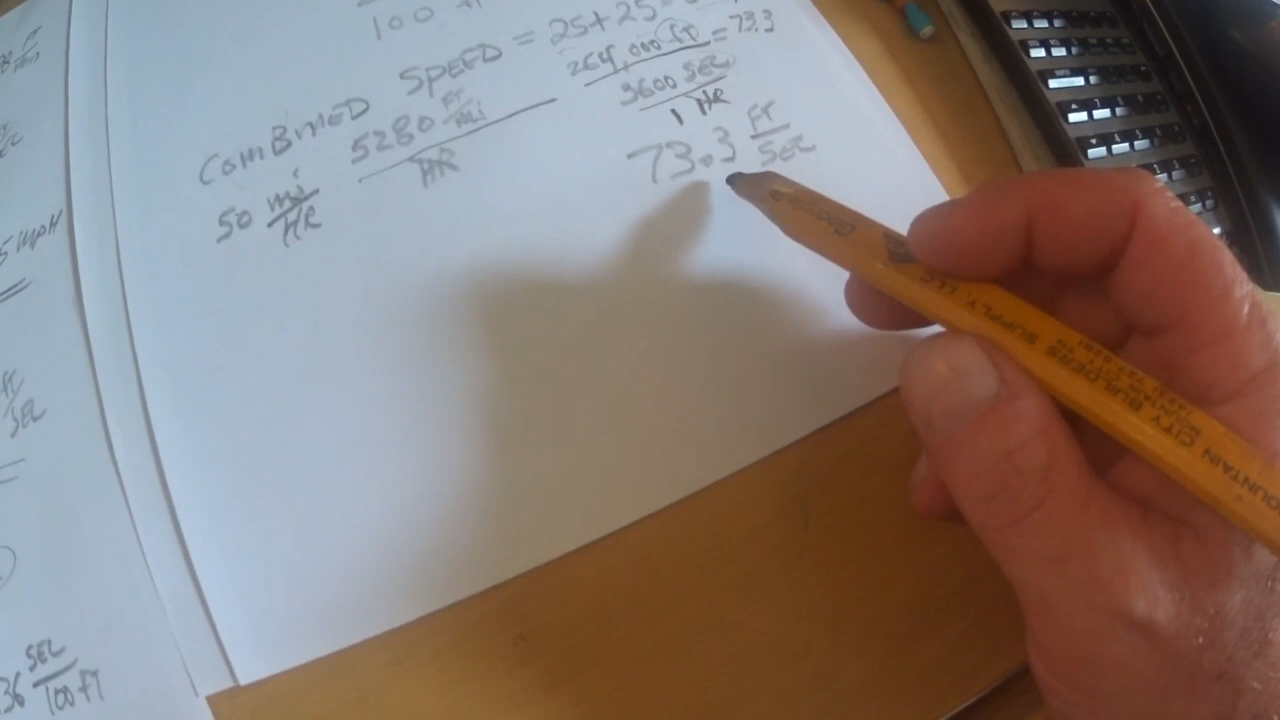 100 ft
COMBINED SPEED = 25+25
50 mi/HR
5280 FT/mi
HR
264,000 FT = 73.3
3600 SEC
1 HR
73.3 FT/SEC
5 MPH
FT/SEC
36 SEC/100 FT
CITY BUILDERS SUPPLY, LLC